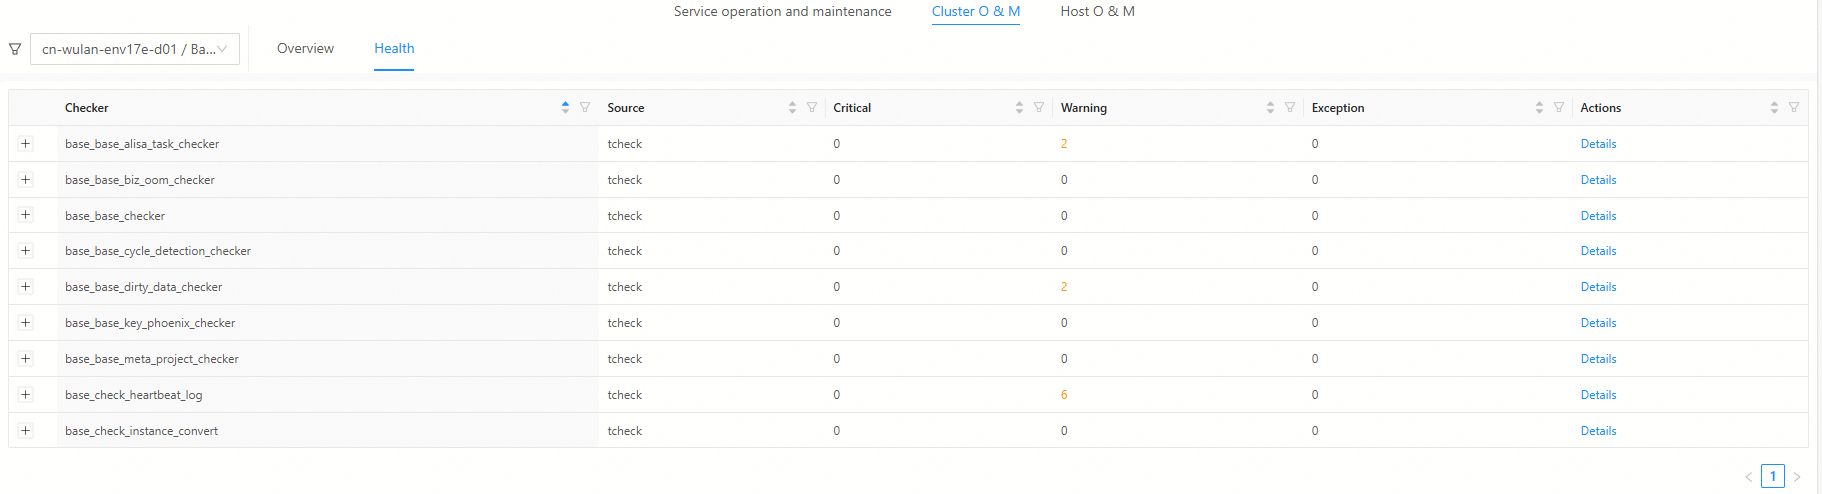 Service operation and maintenance Cluster O & M Host O & M
cn-wulan-env17e-d01 / Ba... Overview Health
Checker Source Critical Warning Exception Actions
base_base_alisa_task_checker tcheck 0 2 0 Details
base_base_biz_oom_checker tcheck 0 0 0 Details
base_base_checker tcheck 0 0 0 Details
base_base_cycle_detection_checker tcheck 0 0 0 Details
base_base_dirty_data_checker tcheck 0 2 0 Details
base_base_key_phoenix_checker tcheck 0 0 0 Details
base_base_meta_project_checker tcheck 0 0 0 Details
base_check_heartbeat_log tcheck 0 6 0 Details
base_check_instance_convert tcheck 0 0 0 Details
1